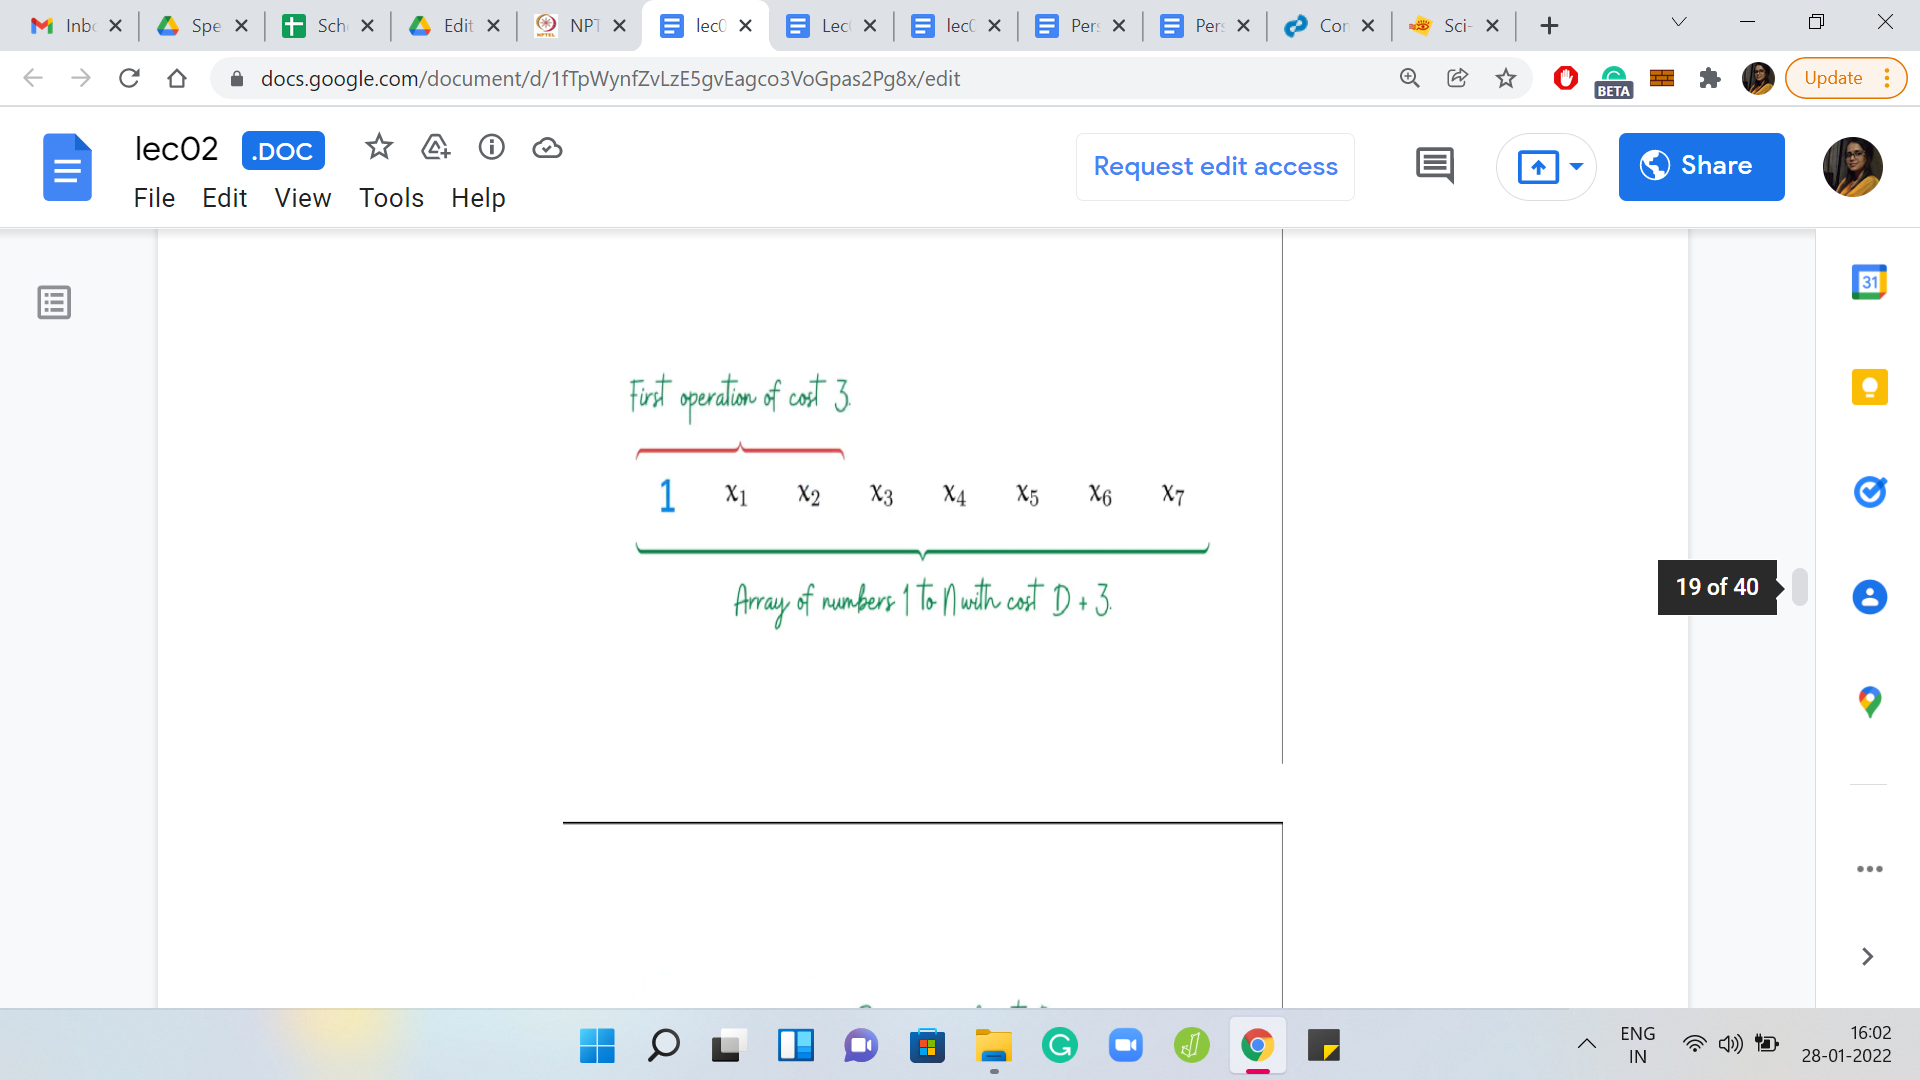 Inbc Spe Sch Edit NPT lec0 Lec lec0 Per Per Con Sci-
docs.google.com/document/d/1fTpWynfZvLzE5gvEagco3VoGpas2Pg8x/edit
BETA
Update
lec02 .DOC
File Edit View Tools Help
Request edit access
Share
31
First operation of cost 3.
1 x₁ x₂ x₃ x₄ x₅ x₆ x₇
Array of numbers 1 to N with cost D + 3.
19 of 40
ENG
IN
16:02
28-01-2022